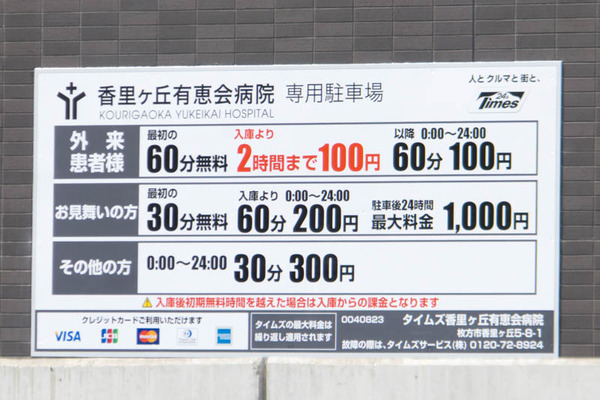 香里ヶ丘有恵会病院 専用駐車場
KOURIGAOKA YUKEIKAI HOSPITAL
人とクルマと街と、
24h Times
外来患者様
最初の 60分無料
入庫より 2時間まで100円
以降 0:00〜24:00 60分100円
お見舞いの方
最初の 30分無料
入庫より 0:00〜24:00 60分200円
駐車後24時間 最大料金 1,000円
その他の方
0:00〜24:00 30分300円
⚠入庫後初期無料時間を越えた場合は入庫からの課金となります
クレジットカードご利用いただけます
VISA JCB MasterCard
タイムズの最大料金は
繰り返し適用されます
0040823 タイムズ香里ヶ丘有恵会病院
枚方市香里ヶ丘5-8-1
故障の際は、タイムズサービス(株) 0120-72-8924